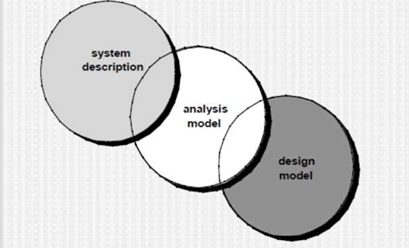 system
description
analysis
model
design
model